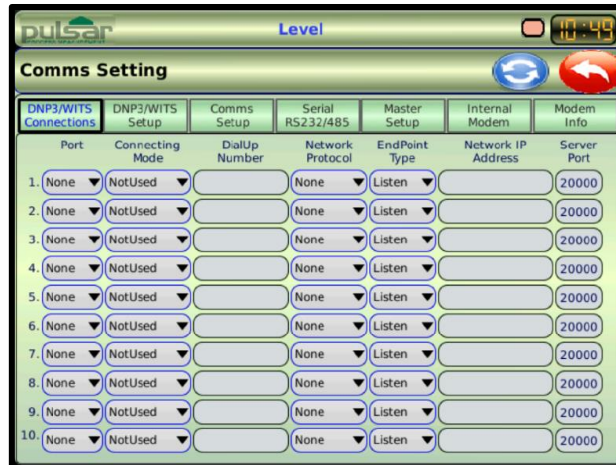 pulsar
Level
10:49
Comms Setting
DNP3/WITS Connections
DNP3/WITS Setup
Comms Setup
Serial RS232/485
Master Setup
Internal Modem
Modem Info
Port
Connecting Mode
DialUp Number
Network Protocol
EndPoint Type
Network IP Address
Server Port
1. None NotUsed None Listen 20000
2. None NotUsed None Listen 20000
3. None NotUsed None Listen 20000
4. None NotUsed None Listen 20000
5. None NotUsed None Listen 20000
6. None NotUsed None Listen 20000
7. None NotUsed None Listen 20000
8. None NotUsed None Listen 20000
9. None NotUsed None Listen 20000
10. None NotUsed None Listen 20000